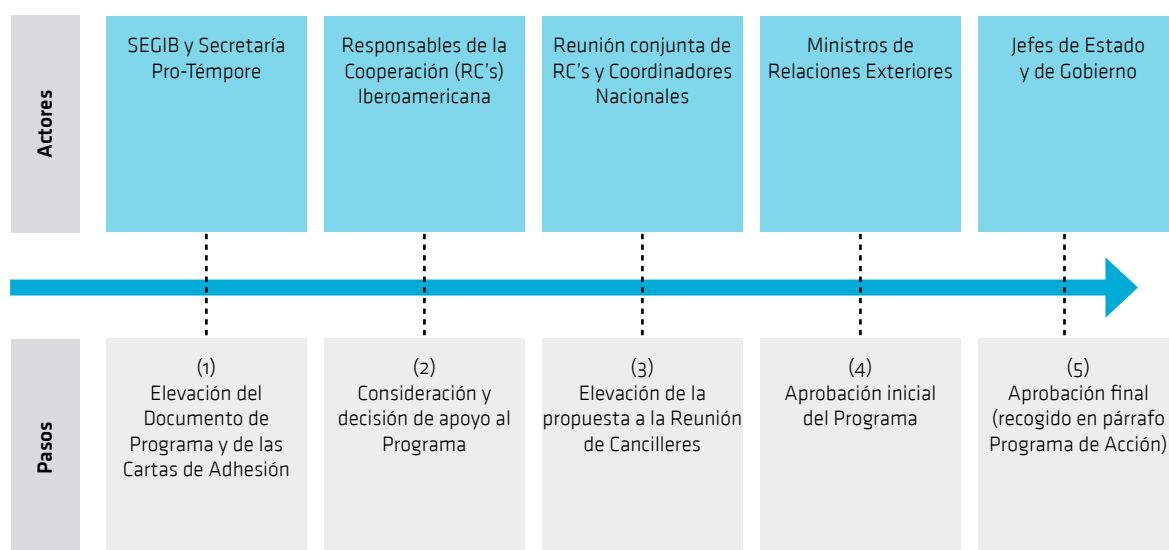 Actores
SEGIB y Secretaría
Pro-Témpore
Responsables de la
Cooperación (RC's)
Iberoamericana
Reunión conjunta de
RC's y Coordinadores
Nacionales
Ministros de
Relaciones Exteriores
Jefes de Estado
y de Gobierno
Pasos
(1)
Elevación del
Documento de
Programa y de las
Cartas de Adhesión
(2)
Consideración y
decisión de apoyo al
Programa
(3)
Elevación de la
propuesta a la Reunión
de Cancilleres
(4)
Aprobación inicial
del Programa
(5)
Aprobación final
(recogido en párrafo
Programa de Acción)